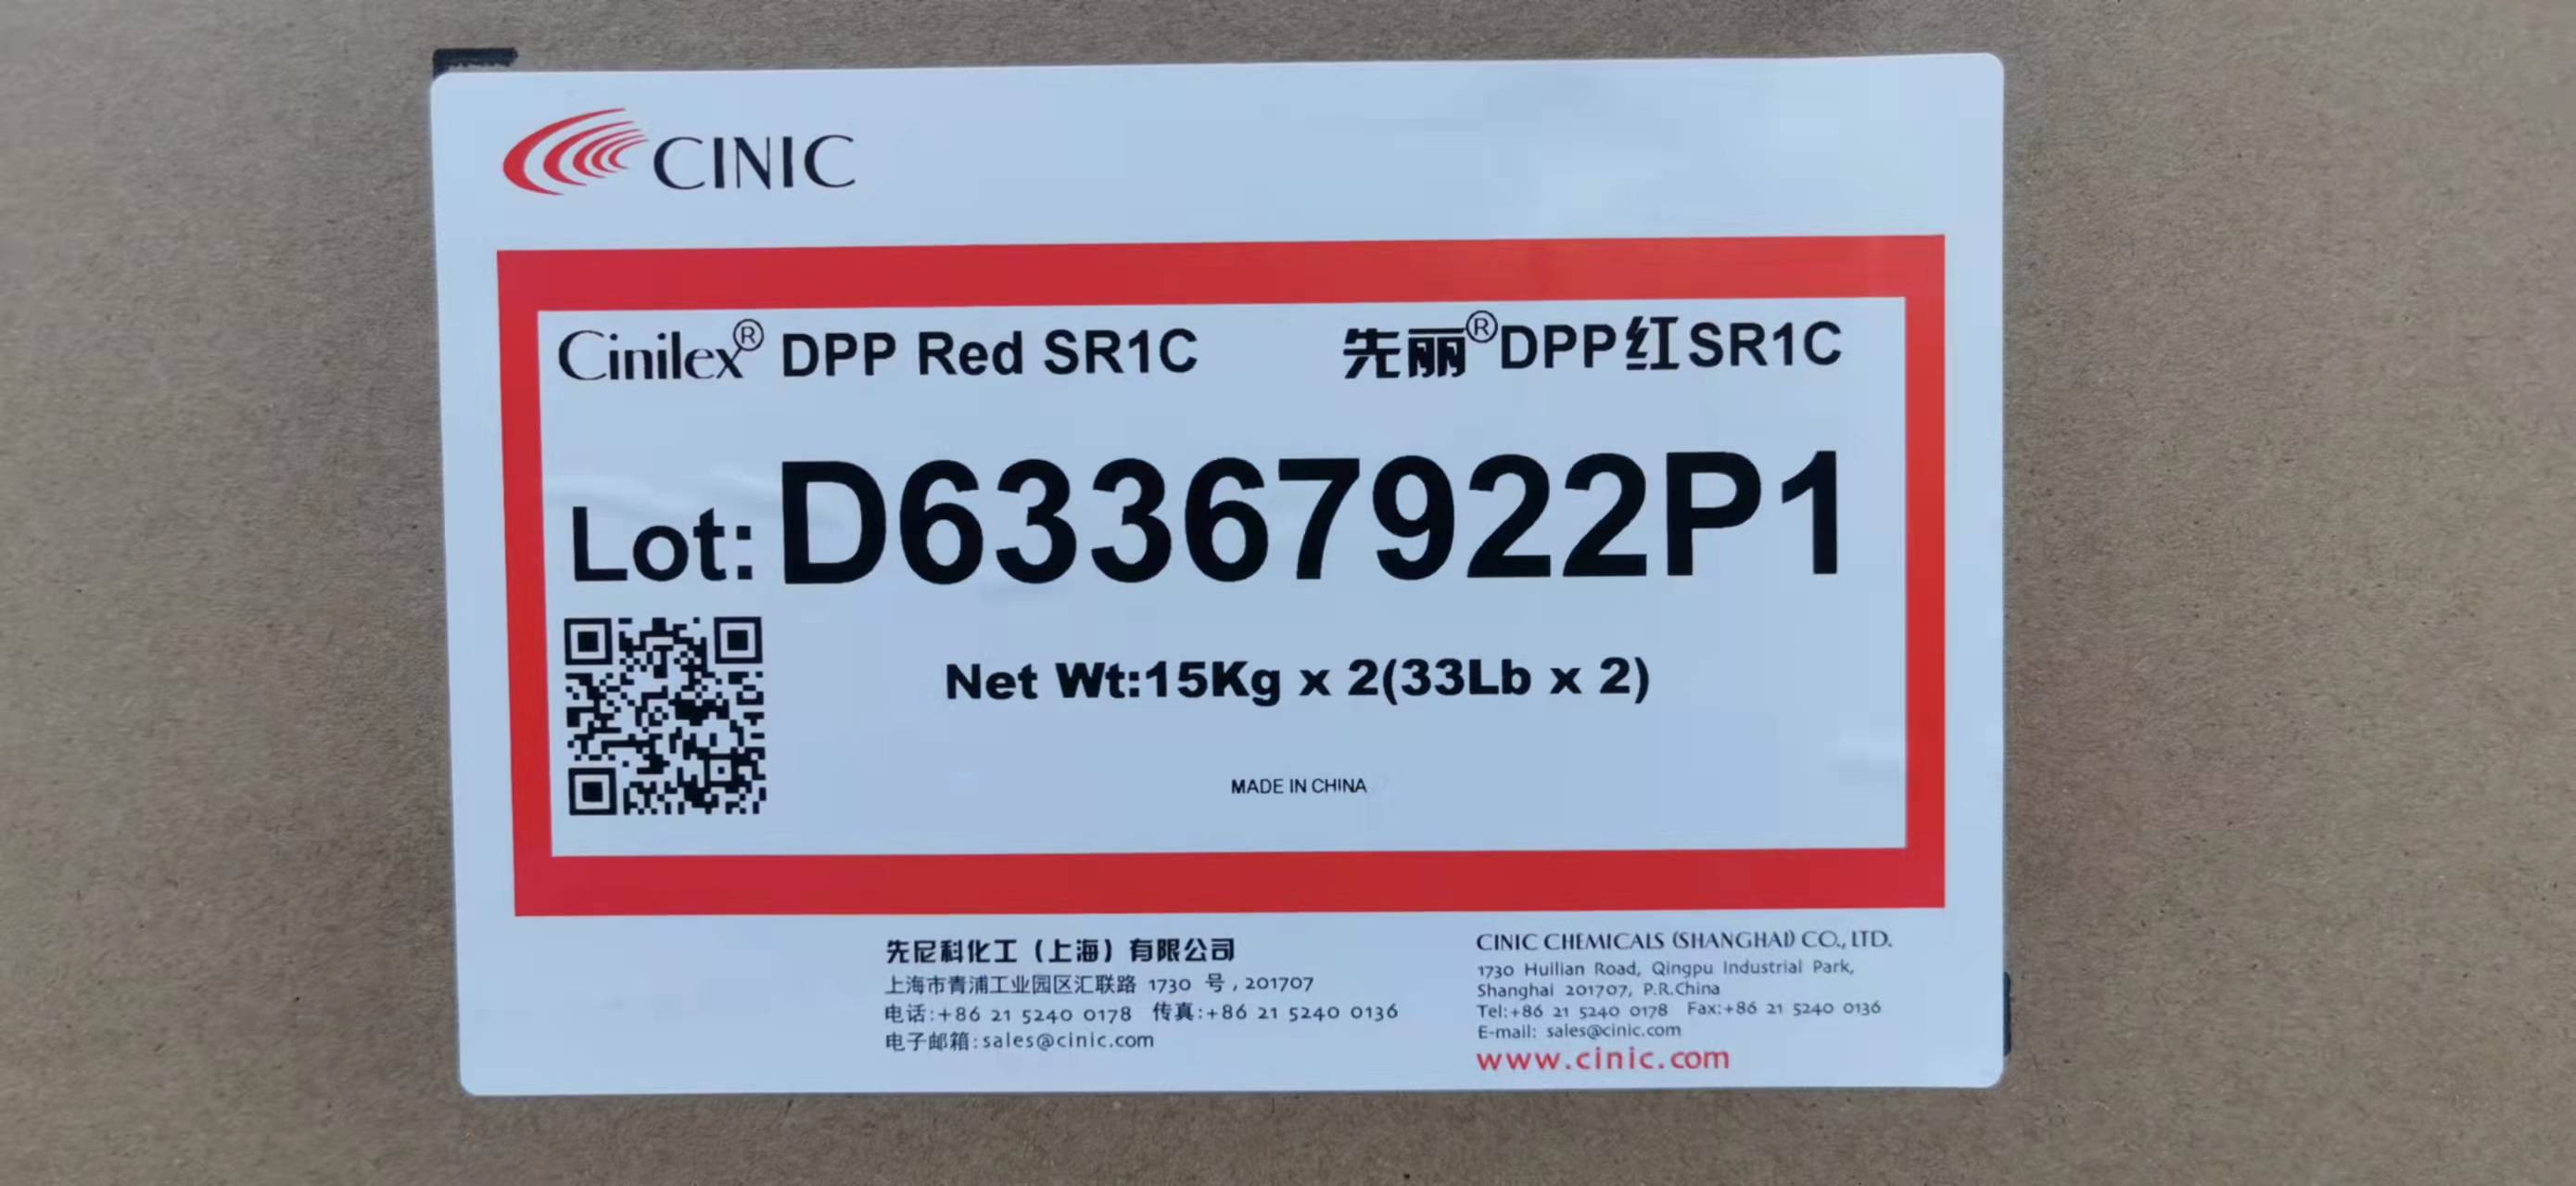 CINIC
Cinilex® DPP Red SR1C 先丽®DPP红SR1C
Lot: D63367922P1
Net Wt:15Kg x 2(33Lb x 2)
MADE IN CHINA
先尼科化工（上海）有限公司
上海市青浦工业园区汇联路 1730 号，201707
电话:+86 21 5240 0178 传真:+86 21 5240 0136
电子邮箱:sales@cinic.com
CINIC CHEMICALS (SHANGHAI) CO., LTD.
1730 Huilian Road, Qingpu Industrial Park,
Shanghai 201707, P.R.China
Tel:+86 21 5240 0178 Fax:+86 21 5240 0136
E-mail: sales@cinic.com
www.cinic.com